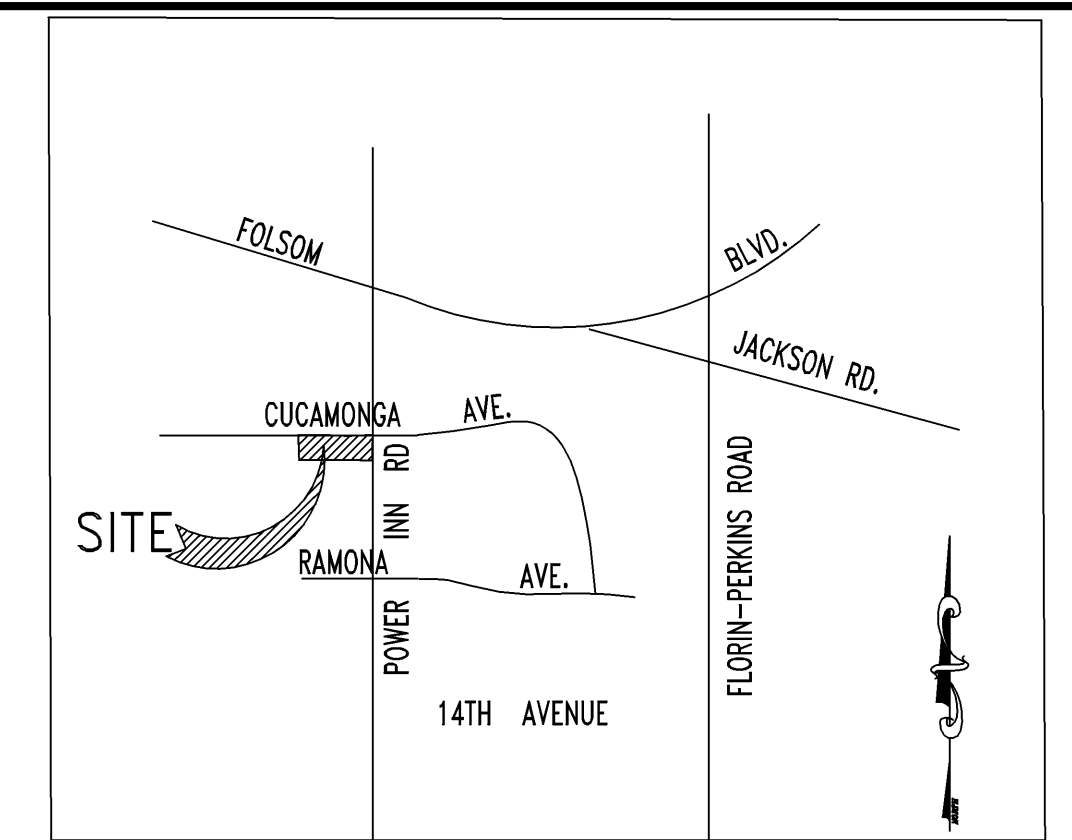 FOLSOM BLVD.
JACKSON RD.
CUCAMONGA AVE.
SITE
RAMONA AVE.
POWER INN RD
FLORIN-PERKINS ROAD
14TH AVENUE